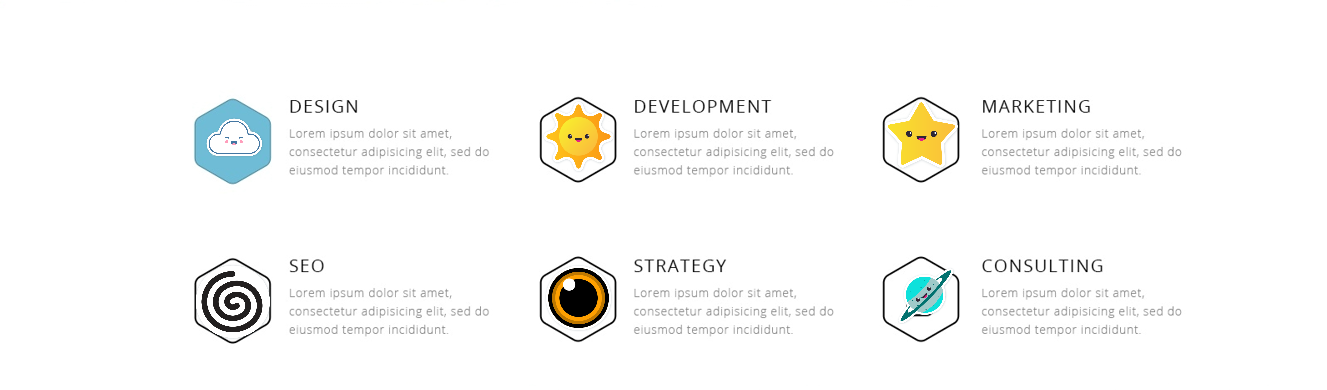 DESIGN
Lorem ipsum dolor sit amet,
consectetur adipisicing elit, sed do
eiusmod tempor incididunt.
DEVELOPMENT
Lorem ipsum dolor sit amet,
consectetur adipisicing elit, sed do
eiusmod tempor incididunt.
MARKETING
Lorem ipsum dolor sit amet,
consectetur adipisicing elit, sed do
eiusmod tempor incididunt.
SEO
Lorem ipsum dolor sit amet,
consectetur adipisicing elit, sed do
eiusmod tempor incididunt.
STRATEGY
Lorem ipsum dolor sit amet,
consectetur adipisicing elit, sed do
eiusmod tempor incididunt.
CONSULTING
Lorem ipsum dolor sit amet,
consectetur adipisicing elit, sed do
eiusmod tempor incididunt.